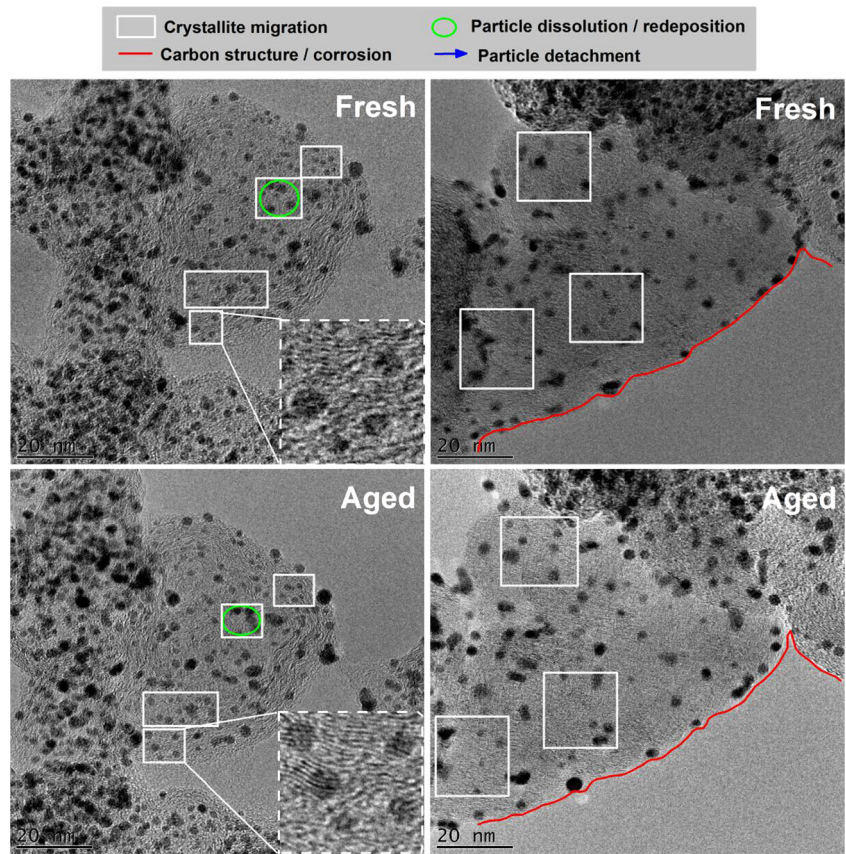 Crystallite migration
Particle dissolution / redeposition
Carbon structure / corrosion
Particle detachment
Fresh
Fresh
20 nm
20 nm
Aged
Aged
20 nm
20 nm